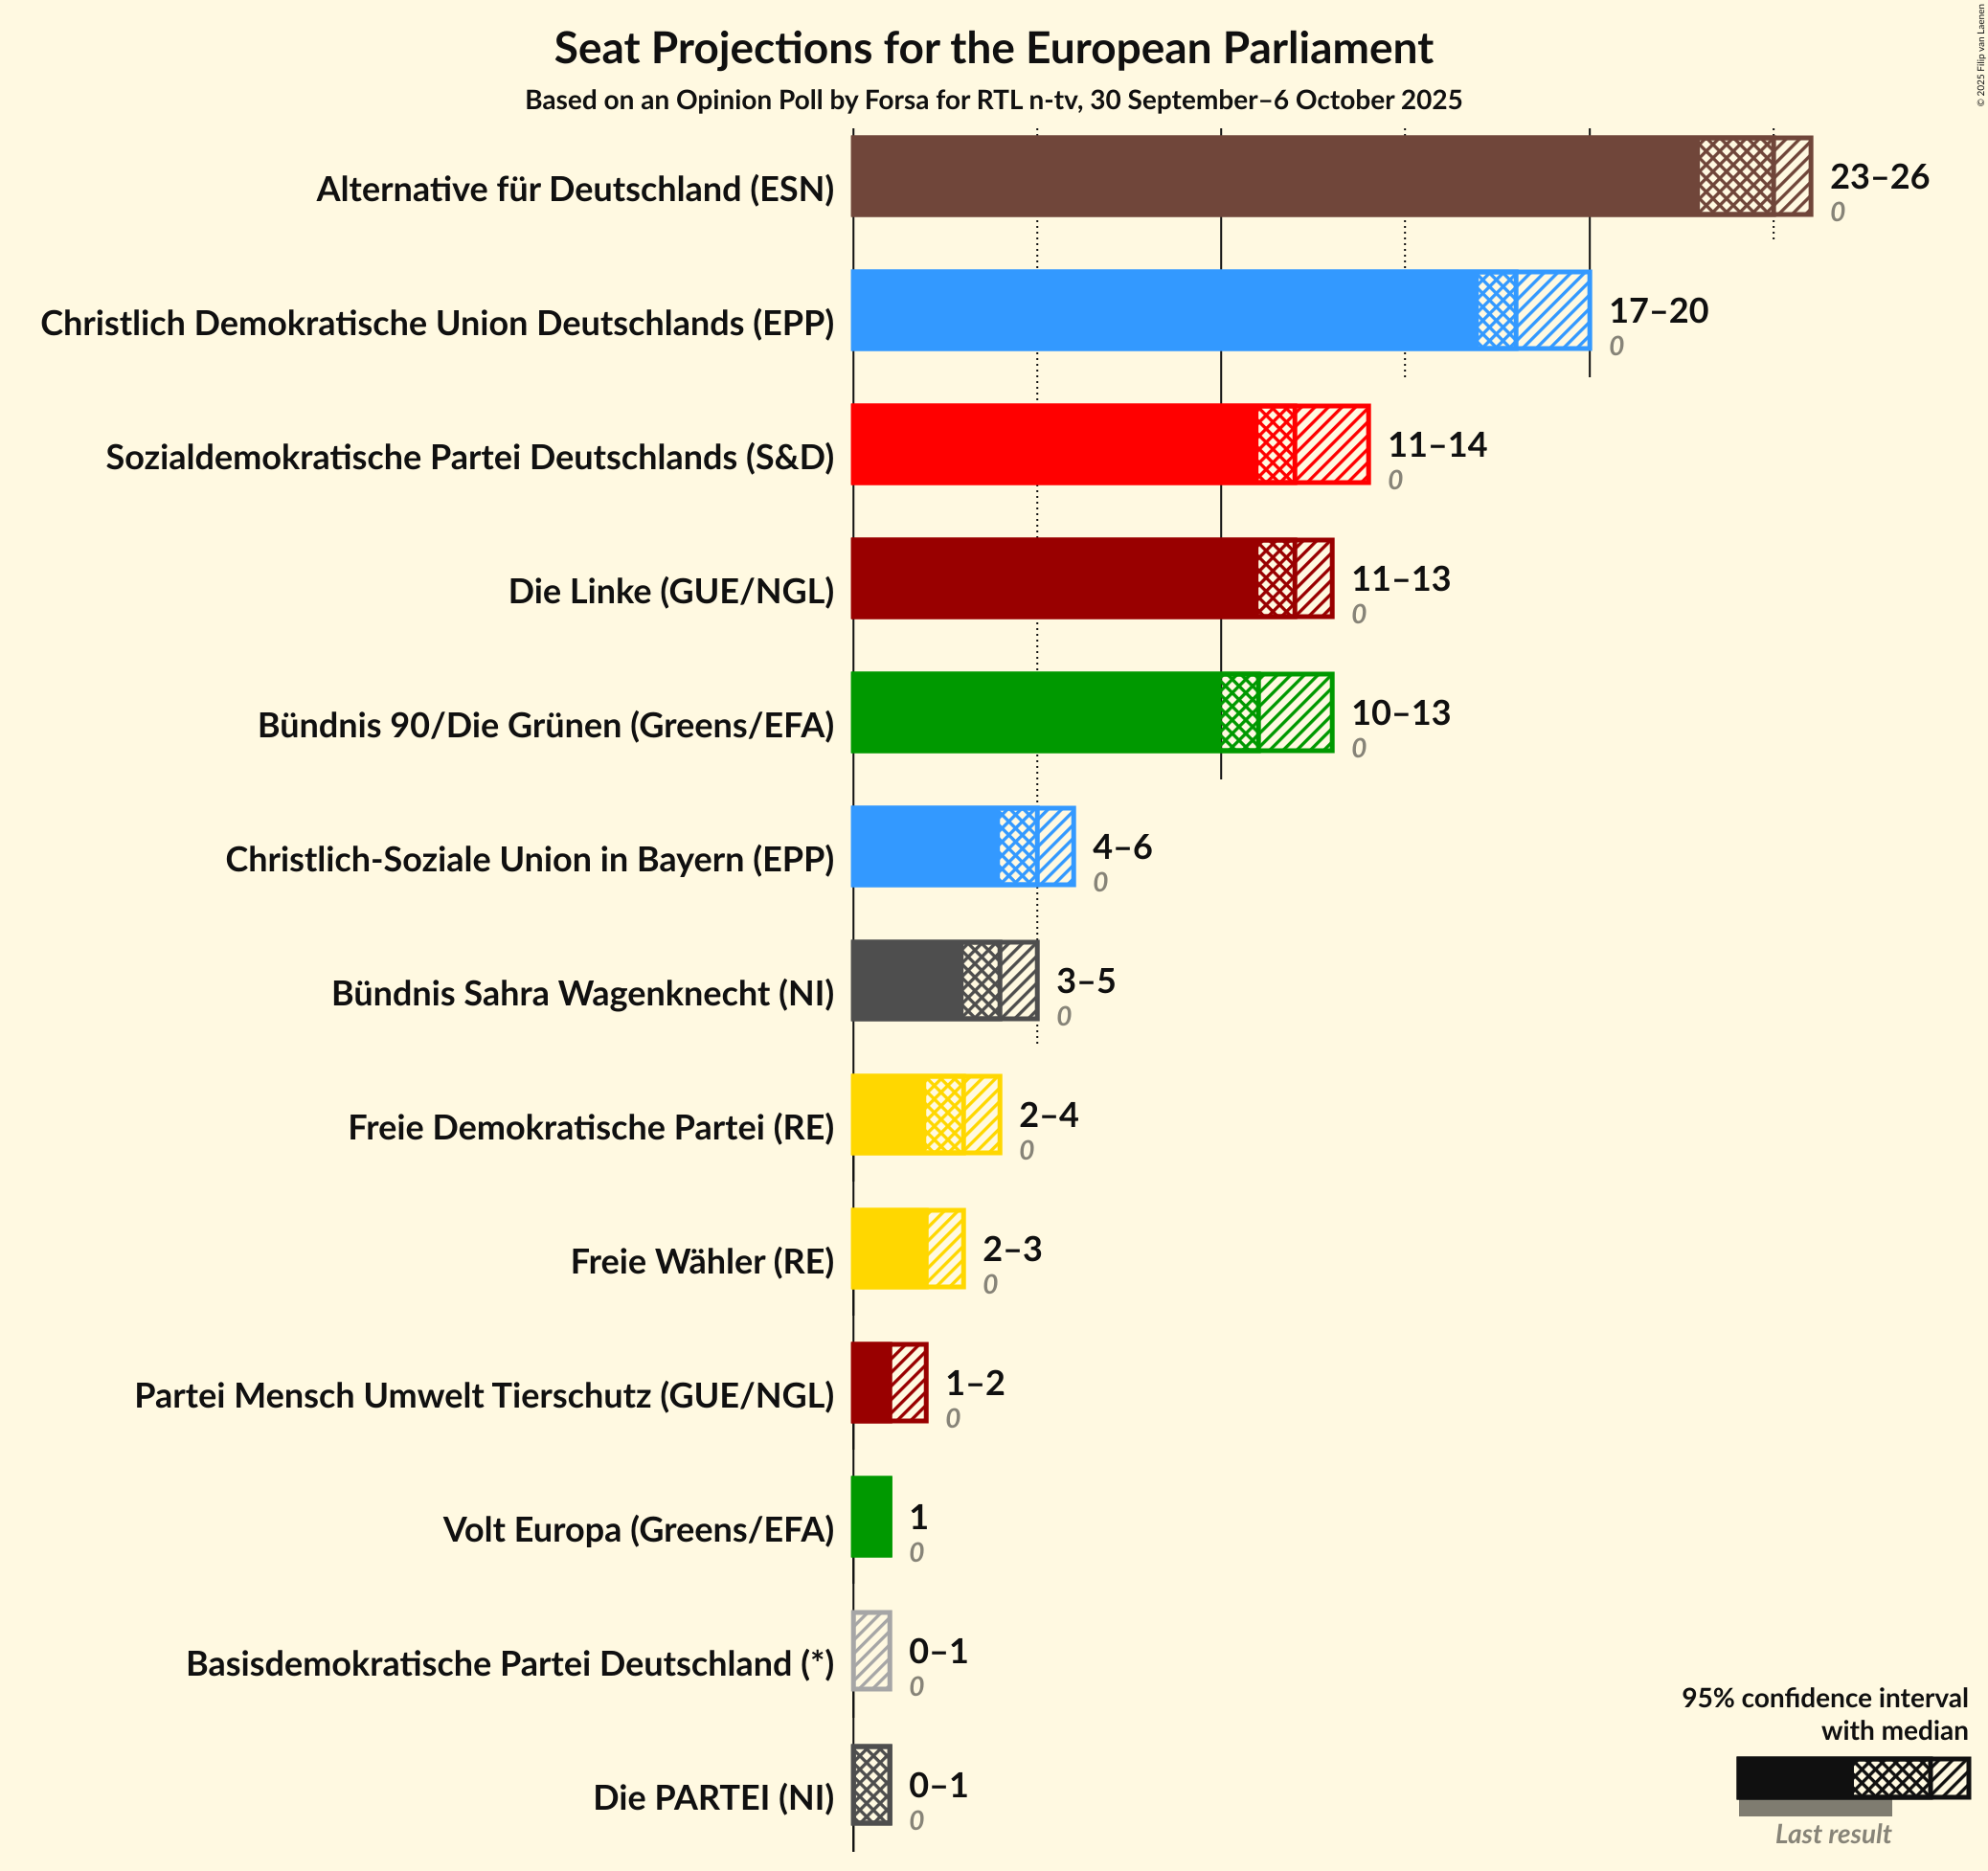 Seat Projections for the European Parliament
Based on an Opinion Poll by Forsa for RTL n-tv, 30 September–6 October 2025
© 2025 Filip van Laenen
Alternative für Deutschland (ESN)
23–26
0
Christlich Demokratische Union Deutschlands (EPP)
17–20
0
Sozialdemokratische Partei Deutschlands (S&D)
11–14
0
Die Linke (GUE/NGL)
11–13
0
Bündnis 90/Die Grünen (Greens/EFA)
10–13
0
Christlich-Soziale Union in Bayern (EPP)
4–6
0
Bündnis Sahra Wagenknecht (NI)
3–5
0
Freie Demokratische Partei (RE)
2–4
0
Freie Wähler (RE)
2–3
0
Partei Mensch Umwelt Tierschutz (GUE/NGL)
1–2
0
Volt Europa (Greens/EFA)
1
0
Basisdemokratische Partei Deutschland (*)
0–1
0
Die PARTEI (NI)
0–1
0
95% confidence interval
with median
Last result